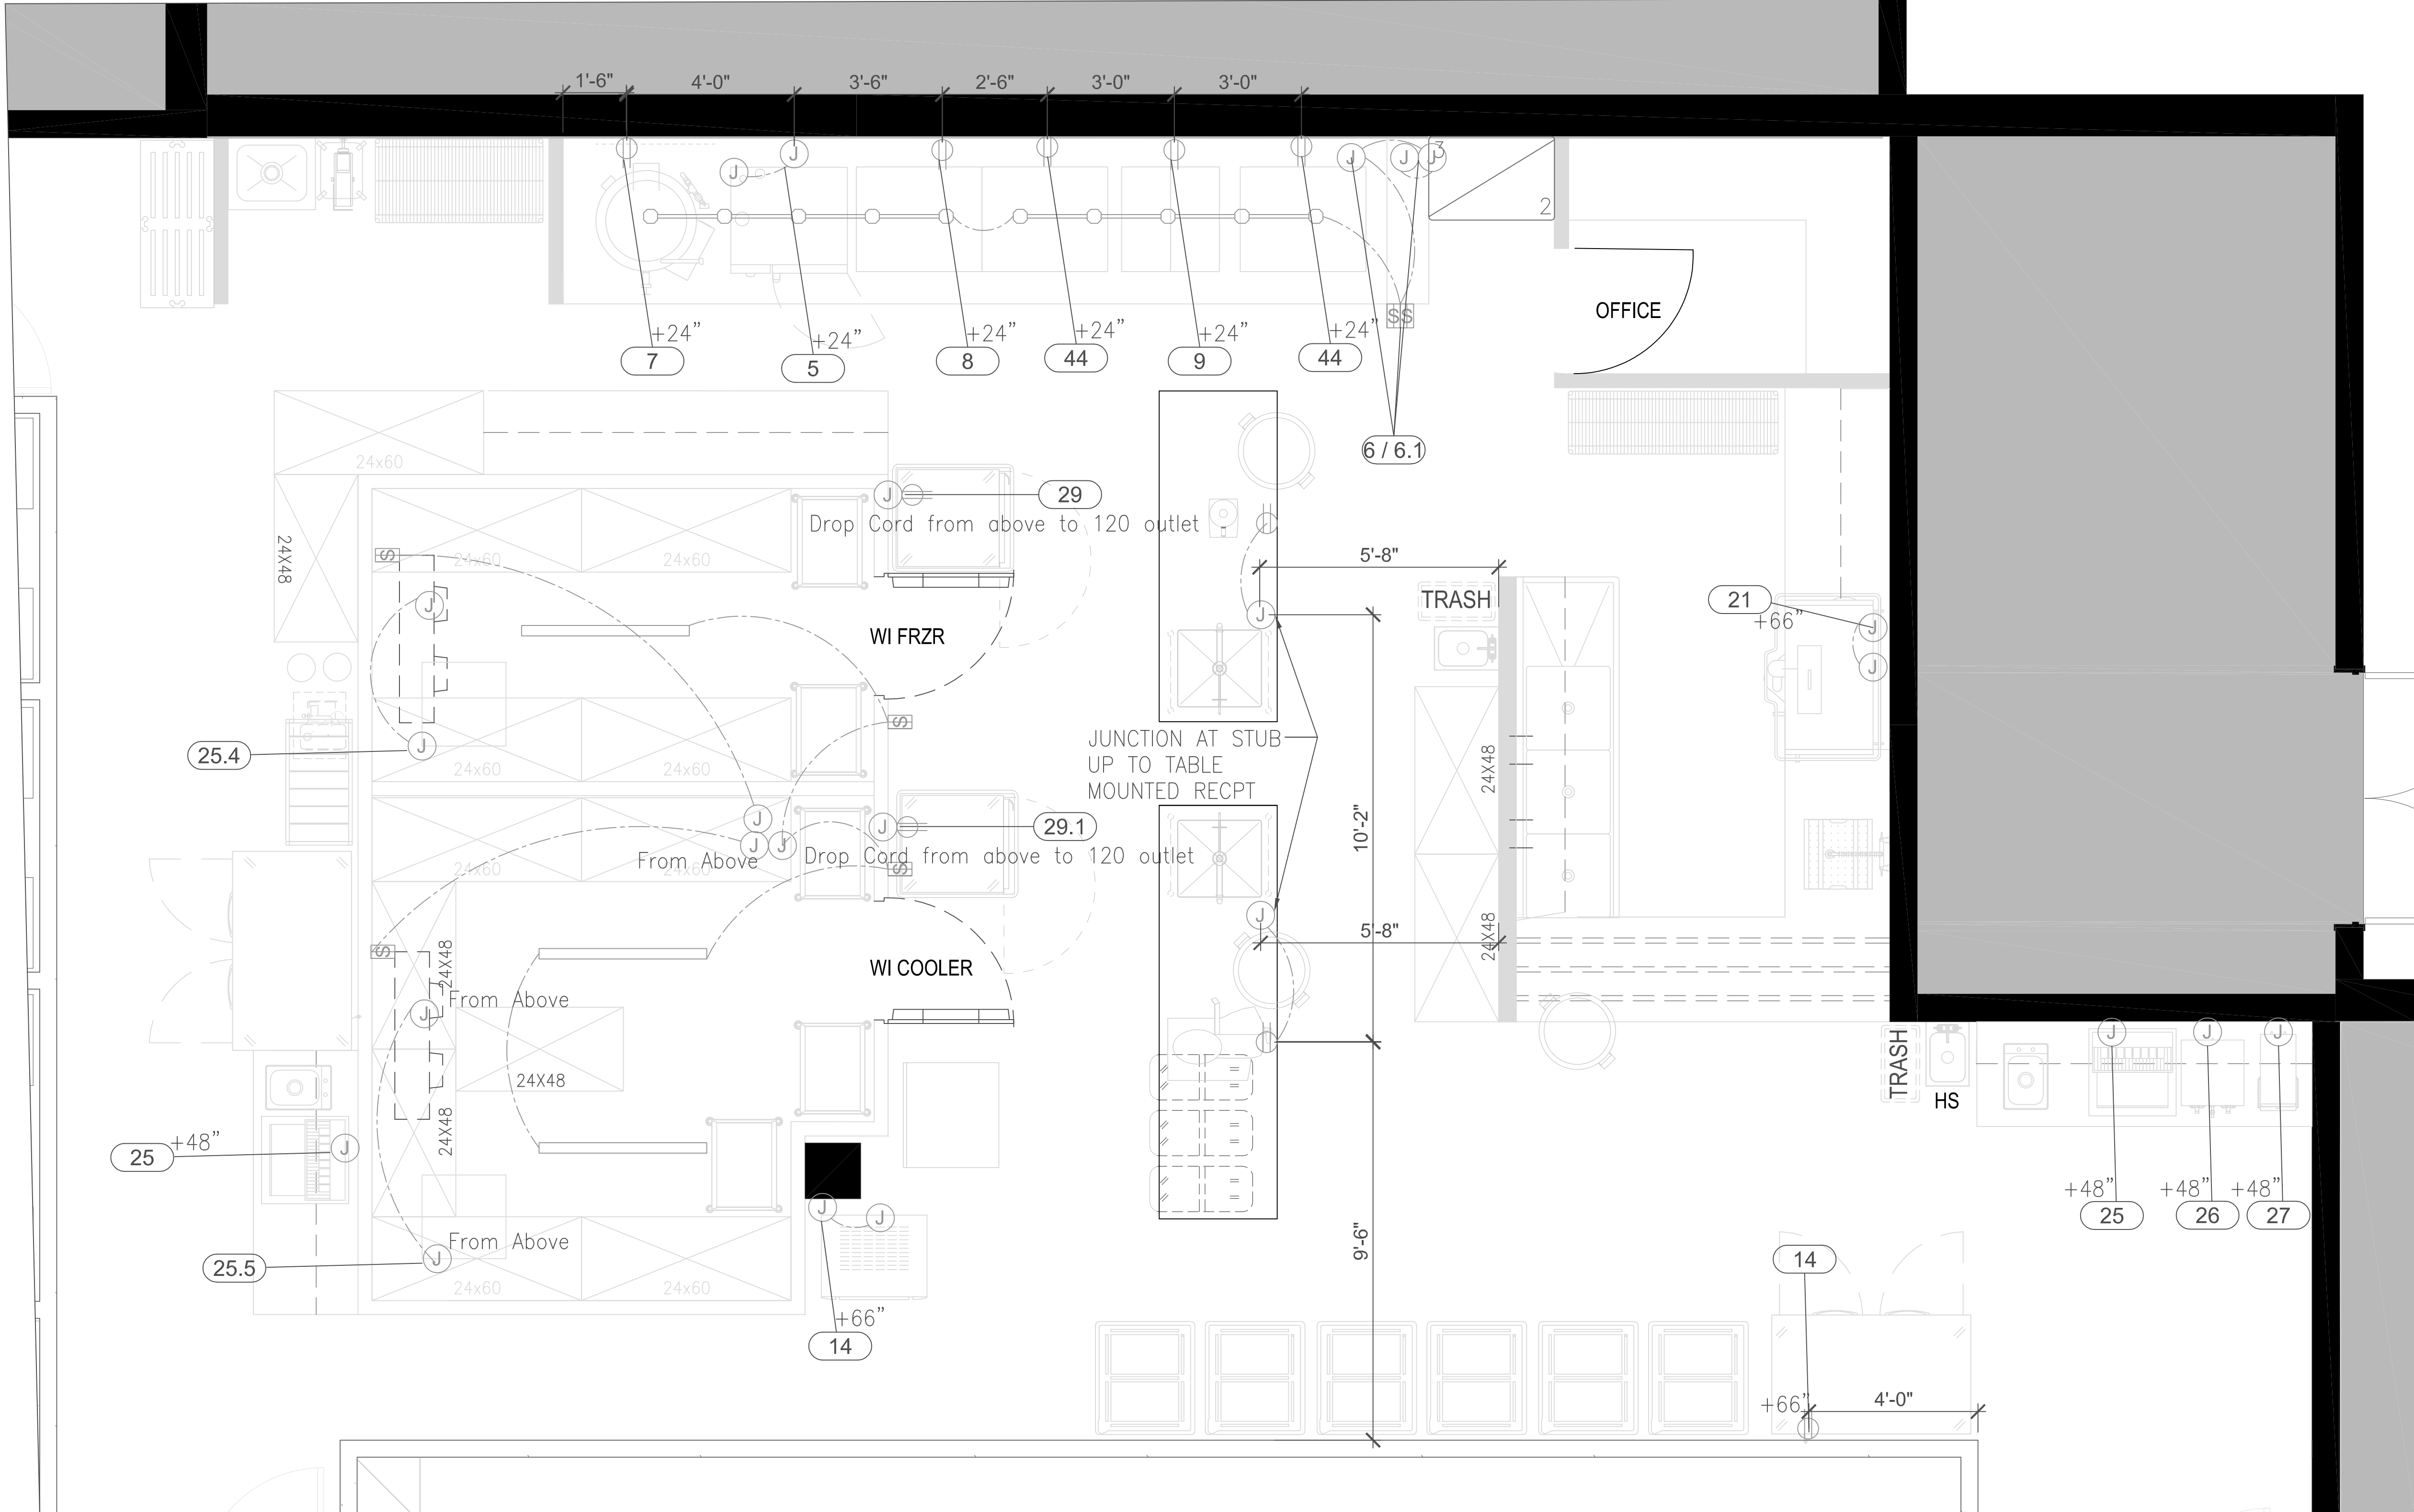 1'-6" 4'-0" 3'-6" 2'-6" 3'-0" 3'-0"
J J J J J
3
2
SS
OFFICE
+24” +24” +24” +24” +24” +24”
7 5 8 44 9 44
6 / 6.1
24x60
24X48
J 29
Drop Cord from above to 120 outlet
24x60 24x60
S
5'-8"
J
J
TRASH
21
+66”
J
J
WI FRZR
S
25.4
J
24x60 24x60
JUNCTION AT STUB
UP TO TABLE
MOUNTED RECPT
24X48
10'-2"
J
J J
J 29.1
From Above
Drop Cord from above to 120 outlet
24x60 24x60
S
J
5'-8"
24X48
S
24X48
WI COOLER
From Above
J
24X48
24X48
TRASH
HS
J J J
+48” +48” +48”
25 26 27
+48”
25
J
J J
+66”
14
From Above
25.5
J
24x60 24x60
9'-6"
14
+66”
4'-0"